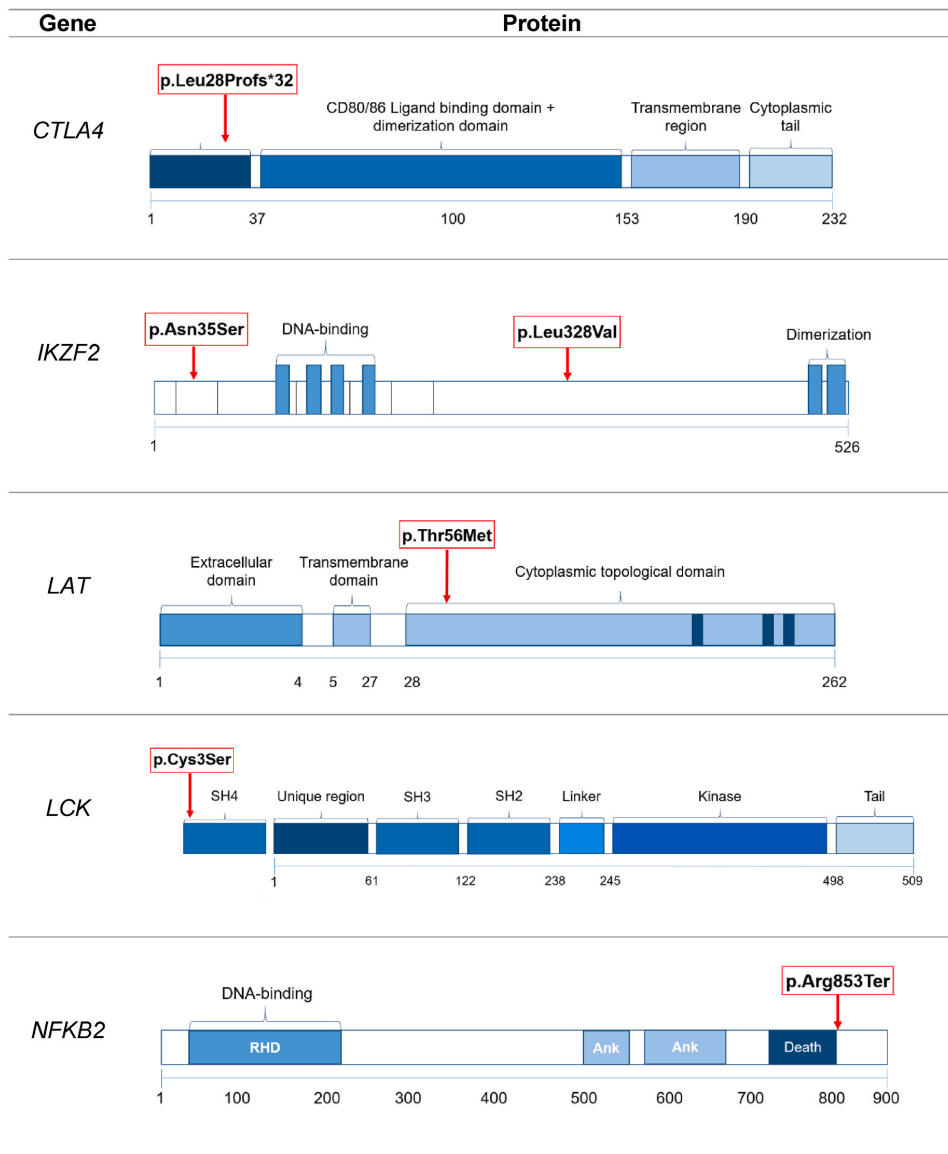 Gene Protein
p.Leu28Profs*32
CTLA4
CD80/86 Ligand binding domain +
dimerization domain
Transmembrane
region
Cytoplasmic
tail
1 37 100 153 190 232
IKZF2
p.Asn35Ser
DNA-binding
p.Leu328Val
Dimerization
1 526
LAT
p.Thr56Met
Extracellular
domain
Transmembrane
domain
Cytoplasmic topological domain
1 4 5 27 28 262
p.Cys3Ser
LCK
SH4 Unique region SH3 SH2 Linker Kinase Tail
1 61 122 238 245 498 509
NFKB2
p.Arg853Ter
DNA-binding
RHD Ank Ank Death
1 100 200 300 400 500 600 700 800 900